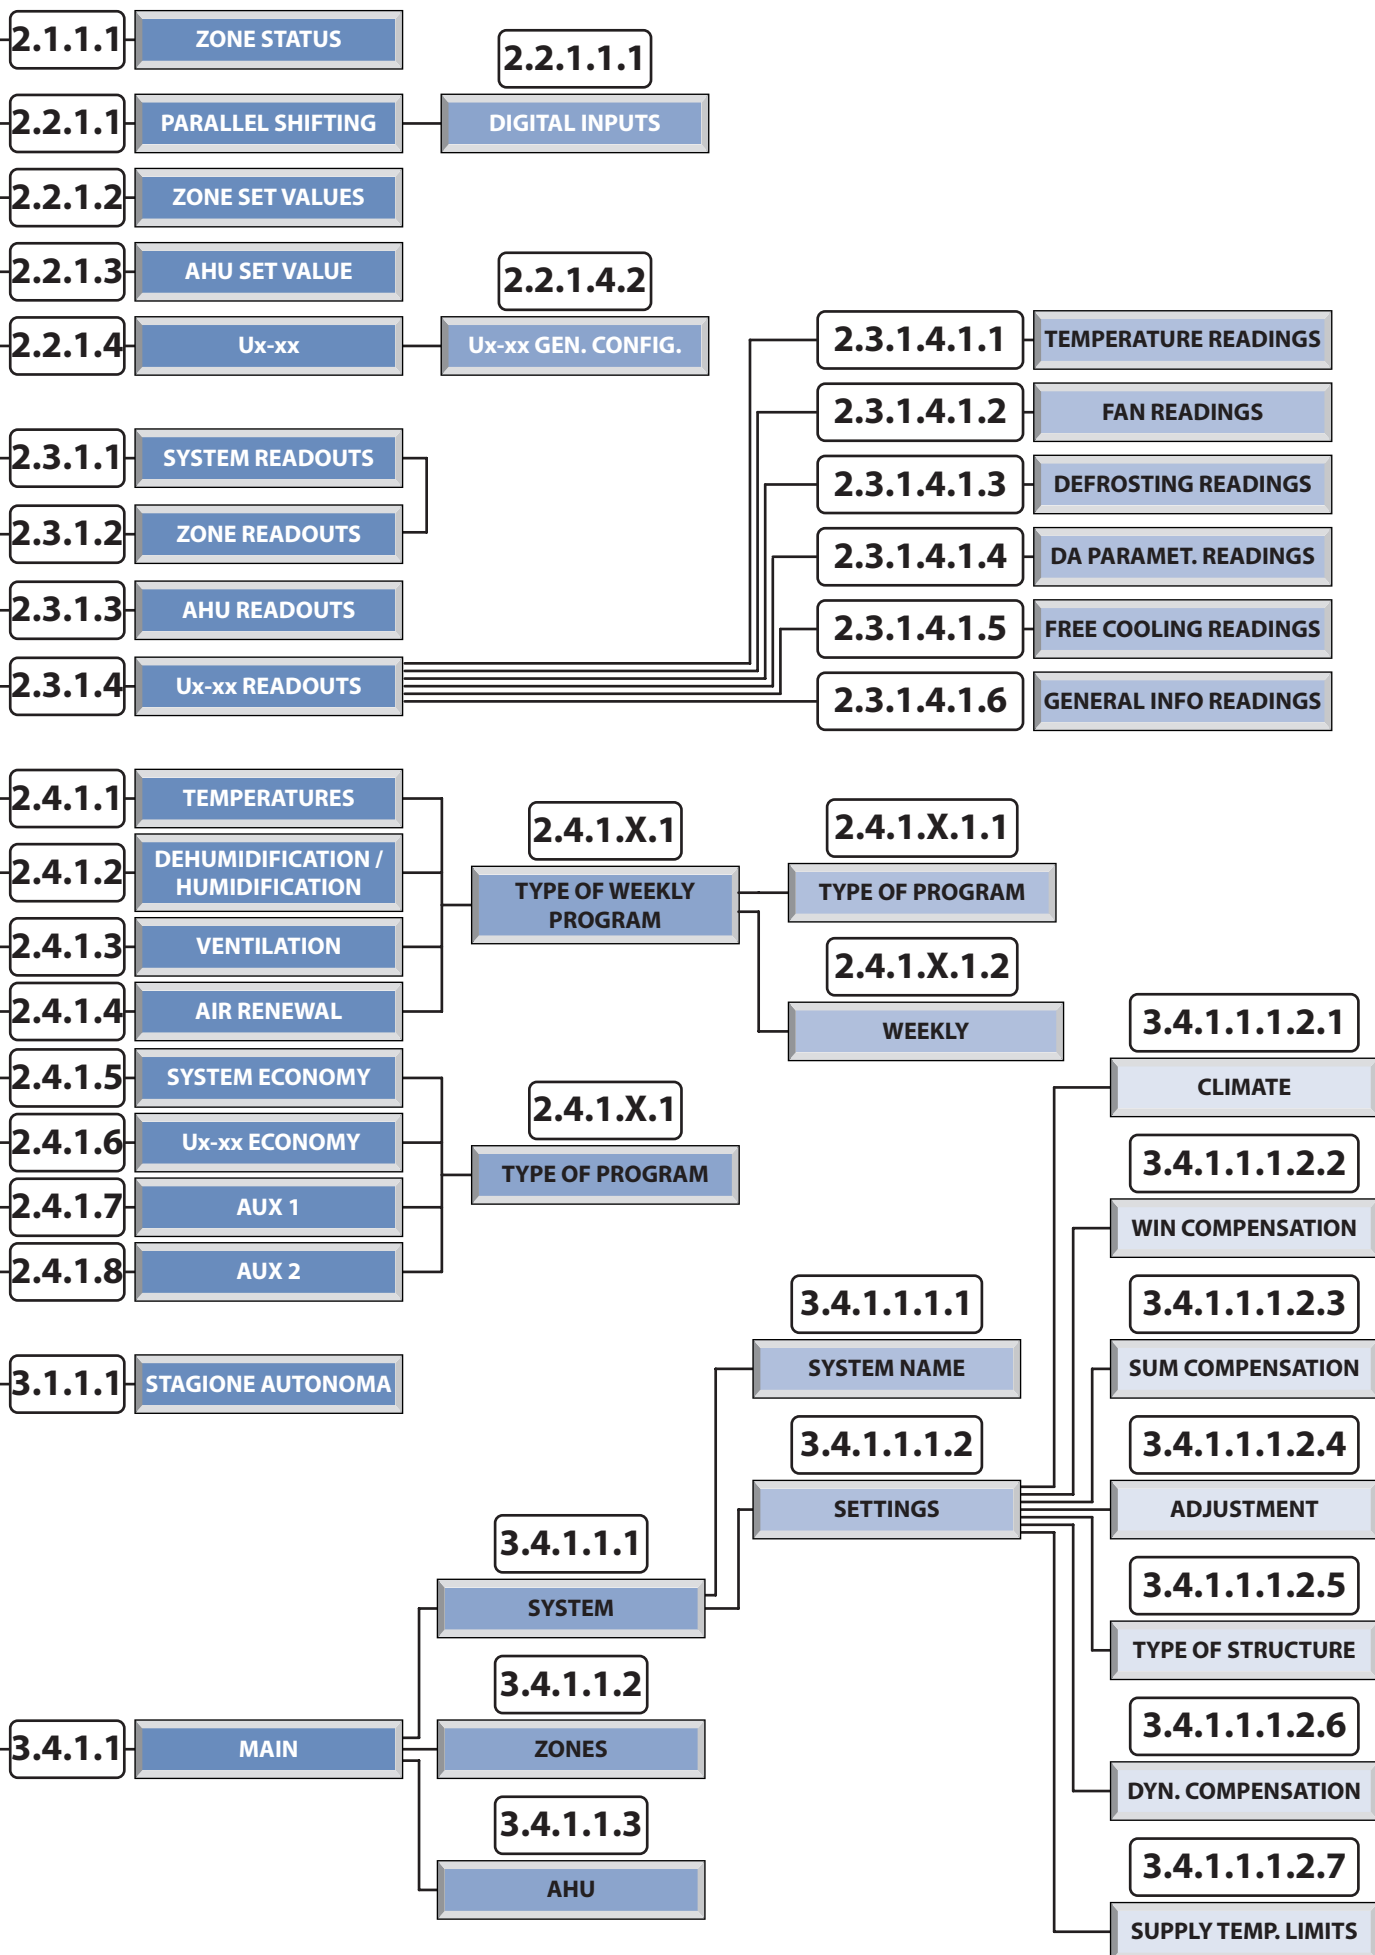 2.1.1.1
ZONE STATUS
2.2.1.1.1
2.2.1.1
PARALLEL SHIFTING
DIGITAL INPUTS
2.2.1.2
ZONE SET VALUES
2.2.1.3
AHU SET VALUE
2.2.1.4.2
2.2.1.4
Ux-xx
Ux-xx GEN. CONFIG.
2.3.1.4.1.1
TEMPERATURE READINGS
2.3.1.4.1.2
FAN READINGS
2.3.1.1
SYSTEM READOUTS
2.3.1.4.1.3
DEFROSTING READINGS
2.3.1.2
ZONE READOUTS
2.3.1.4.1.4
DA PARAMET. READINGS
2.3.1.3
AHU READOUTS
2.3.1.4.1.5
FREE COOLING READINGS
2.3.1.4
Ux-xx READOUTS
2.3.1.4.1.6
GENERAL INFO READINGS
2.4.1.1
TEMPERATURES
2.4.1.X.1
2.4.1.X.1.1
2.4.1.2
DEHUMIDIFICATION /
HUMIDIFICATION
TYPE OF WEEKLY
PROGRAM
TYPE OF PROGRAM
2.4.1.3
VENTILATION
2.4.1.X.1.2
2.4.1.4
AIR RENEWAL
WEEKLY
3.4.1.1.1.2.1
2.4.1.5
SYSTEM ECONOMY
CLIMATE
2.4.1.X.1
2.4.1.6
Ux-xx ECONOMY
3.4.1.1.1.2.2
TYPE OF PROGRAM
2.4.1.7
AUX 1
WIN COMPENSATION
2.4.1.8
AUX 2
3.4.1.1.1.1
3.4.1.1.1.2.3
3.1.1.1
STAGIONE AUTONOMA
SYSTEM NAME
SUM COMPENSATION
3.4.1.1.1.2
3.4.1.1.1.2.4
SETTINGS
ADJUSTMENT
3.4.1.1.1
3.4.1.1.1.2.5
SYSTEM
TYPE OF STRUCTURE
3.4.1.1.2
3.4.1.1.1.2.6
3.4.1.1
MAIN
ZONES
DYN. COMPENSATION
3.4.1.1.3
3.4.1.1.1.2.7
AHU
SUPPLY TEMP. LIMITS